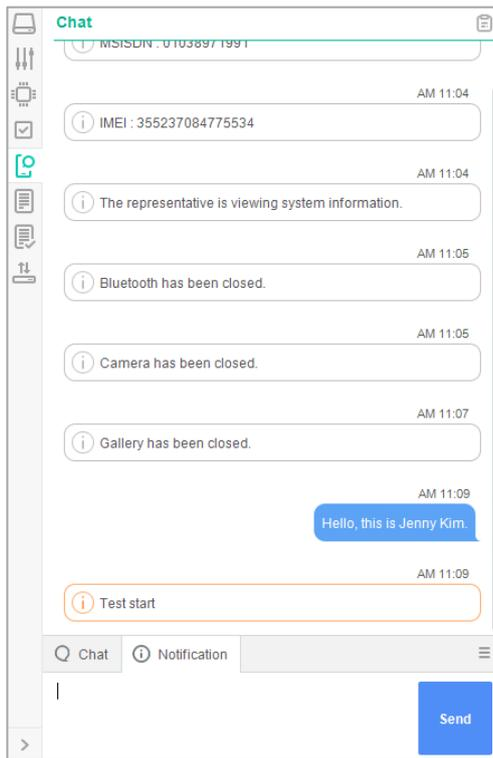 Chat
MSISDN : 01038971991
AM 11:04
IMEI : 355237084775534
AM 11:04
The representative is viewing system information.
AM 11:05
Bluetooth has been closed.
AM 11:05
Camera has been closed.
AM 11:07
Gallery has been closed.
AM 11:09
Hello, this is Jenny Kim.
AM 11:09
Test start
Chat Notification
Send